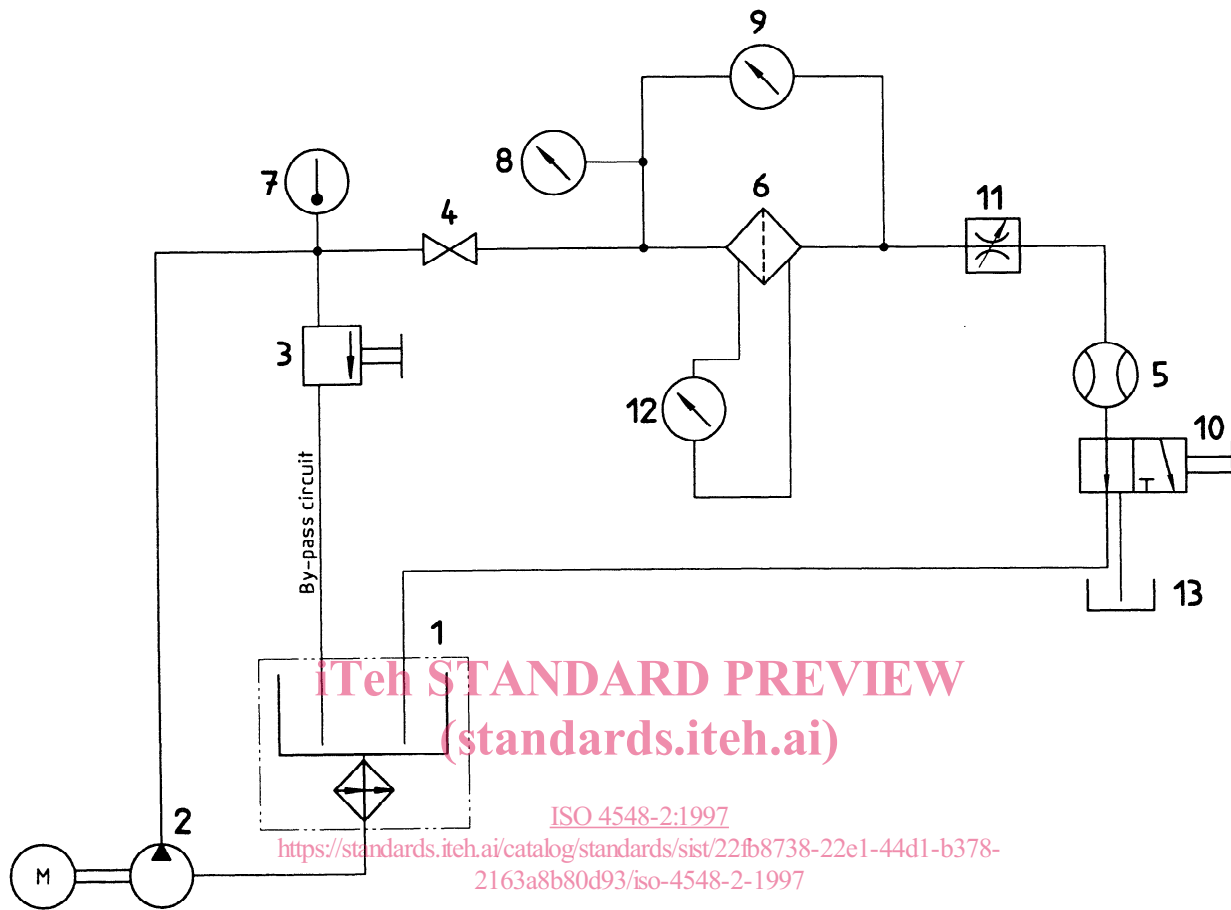 9
8
7
6
4
11
3
5
12
10
By-pass circuit
T
13
1
iTeh STANDARD PREVIEW
(standards.iteh.ai)
2
ISO 4548-2:1997
https://standards.iteh.ai/catalog/standards/sist/22fb8738-22e1-44d1-b378-
2163a8b80d93/iso-4548-2-1997
M